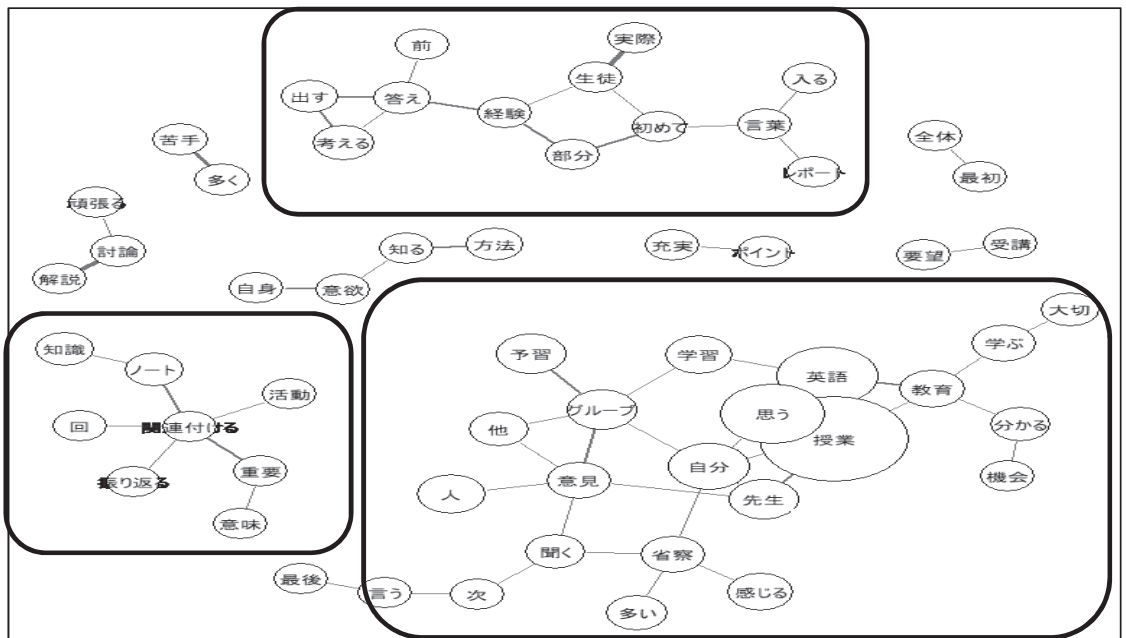 前
実際
生徒
入る
出す
答え
経験
初めて
言葉
考える
部分
レポート
苦手
多く
全体
最初
頑張る
討論
解説
知る
方法
自身
意欲
充実
ポイント
要望
受講
知識
ノート
活動
回
関連付ける
振り返る
重要
意味
大切
予習
学習
英語
学ぶ
教育
グループ
思う
授業
分かる
他
自分
機会
人
意見
先生
聞く
省察
最後
言う
次
多い
感じる